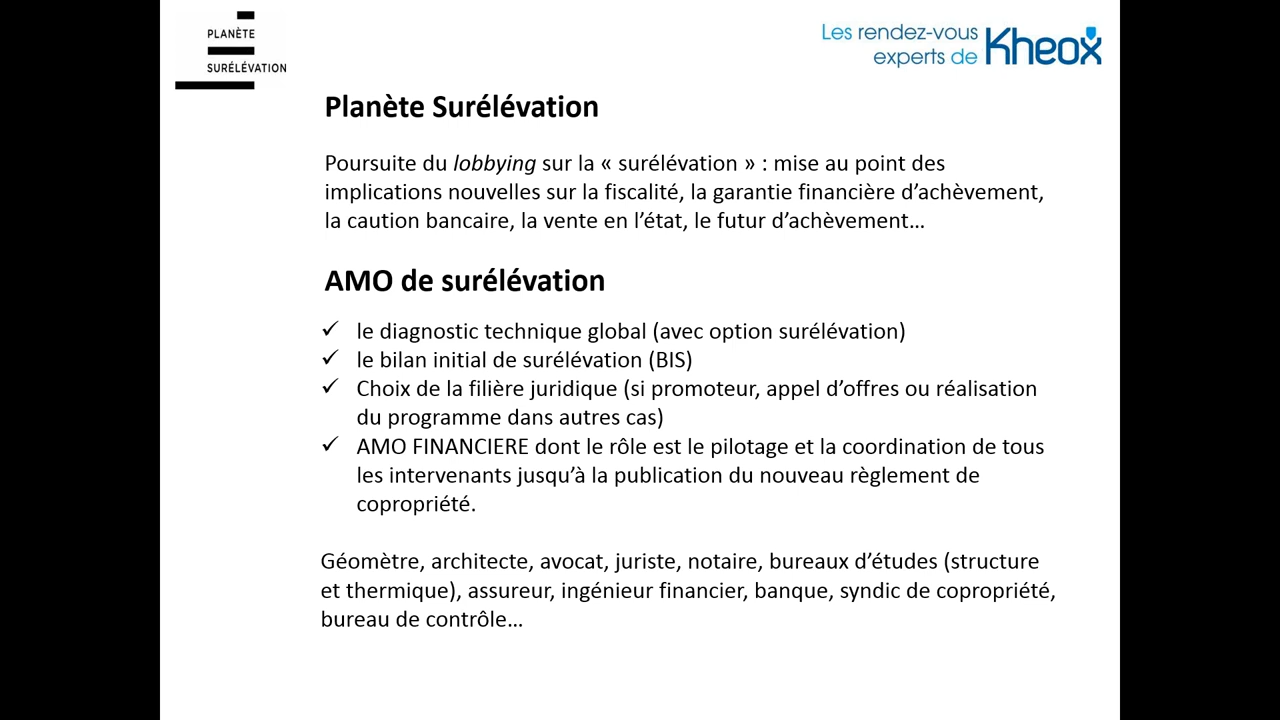 PLANÈTE
SURÉLÉVATION
Les rendez-vous
experts de Kheox
Planète Surélévation
Poursuite du lobbying sur la « surélévation » : mise au point des
implications nouvelles sur la fiscalité, la garantie financière d’achèvement,
la caution bancaire, la vente en l’état, le futur d’achèvement…
AMO de surélévation
✓ le diagnostic technique global (avec option surélévation)
✓ le bilan initial de surélévation (BIS)
✓ Choix de la filière juridique (si promoteur, appel d’offres ou réalisation
du programme dans autres cas)
✓ AMO FINANCIERE dont le rôle est le pilotage et la coordination de tous
les intervenants jusqu’à la publication du nouveau règlement de
copropriété.
Géomètre, architecte, avocat, juriste, notaire, bureaux d’études (structure
et thermique), assureur, ingénieur financier, banque, syndic de copropriété,
bureau de contrôle…